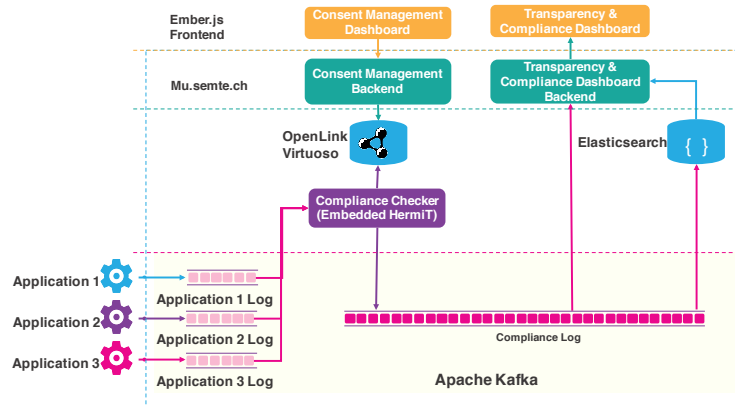 Ember.js
Frontend
Consent Management
Dashboard
Transparency &
Compliance Dashboard
Mu.semte.ch
Consent Management
Backend
Transparency &
Compliance Dashboard
Backend
OpenLink
Virtuoso
Elasticsearch
{ }
Compliance Checker
(Embedded HermiT)
Application 1
Application 1 Log
Application 2
Application 2 Log
Compliance Log
Application 3
Application 3 Log
Apache Kafka